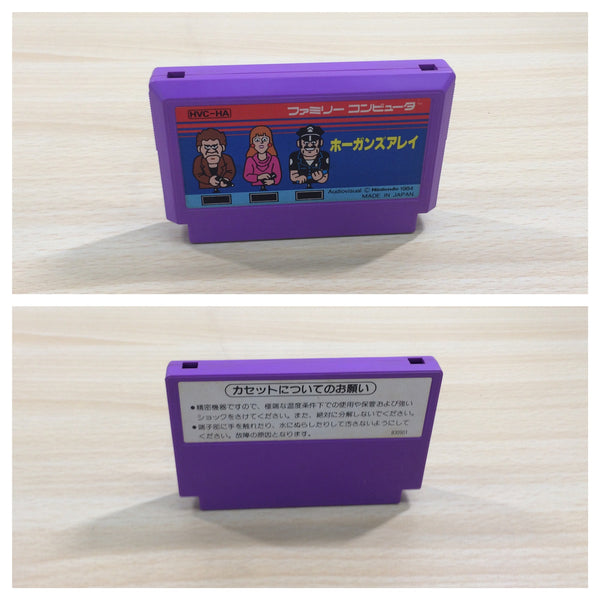 HVC-HA
ファミリー コンピュータ™
ホーガンズアレイ
Audiovisual © Nintendo 1984
MADE IN JAPAN
カセットについてのお願い
●精密機器ですので、極端な温度条件下での使用や保管および強い
ショックをさけてください。また、絶対に分解しないでください。
●端子部に手を触れたり、水にぬらしたりして汚さないようにして
ください。故障の原因となります。
830901